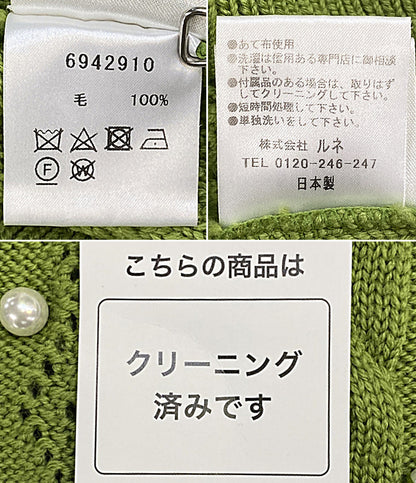 6942910
毛 100%
F
W
●あて布使用
●洗濯は信用ある専門店に御相談
下さい。
●付属品のある場合は、取りはず
してクリーニングして下さい。
●短時間処理して下さい。
●単独洗いをして下さい。
株式会社 ルネ
TEL 0120-246-247
日本製
こちらの商品は
クリーニング
済みです